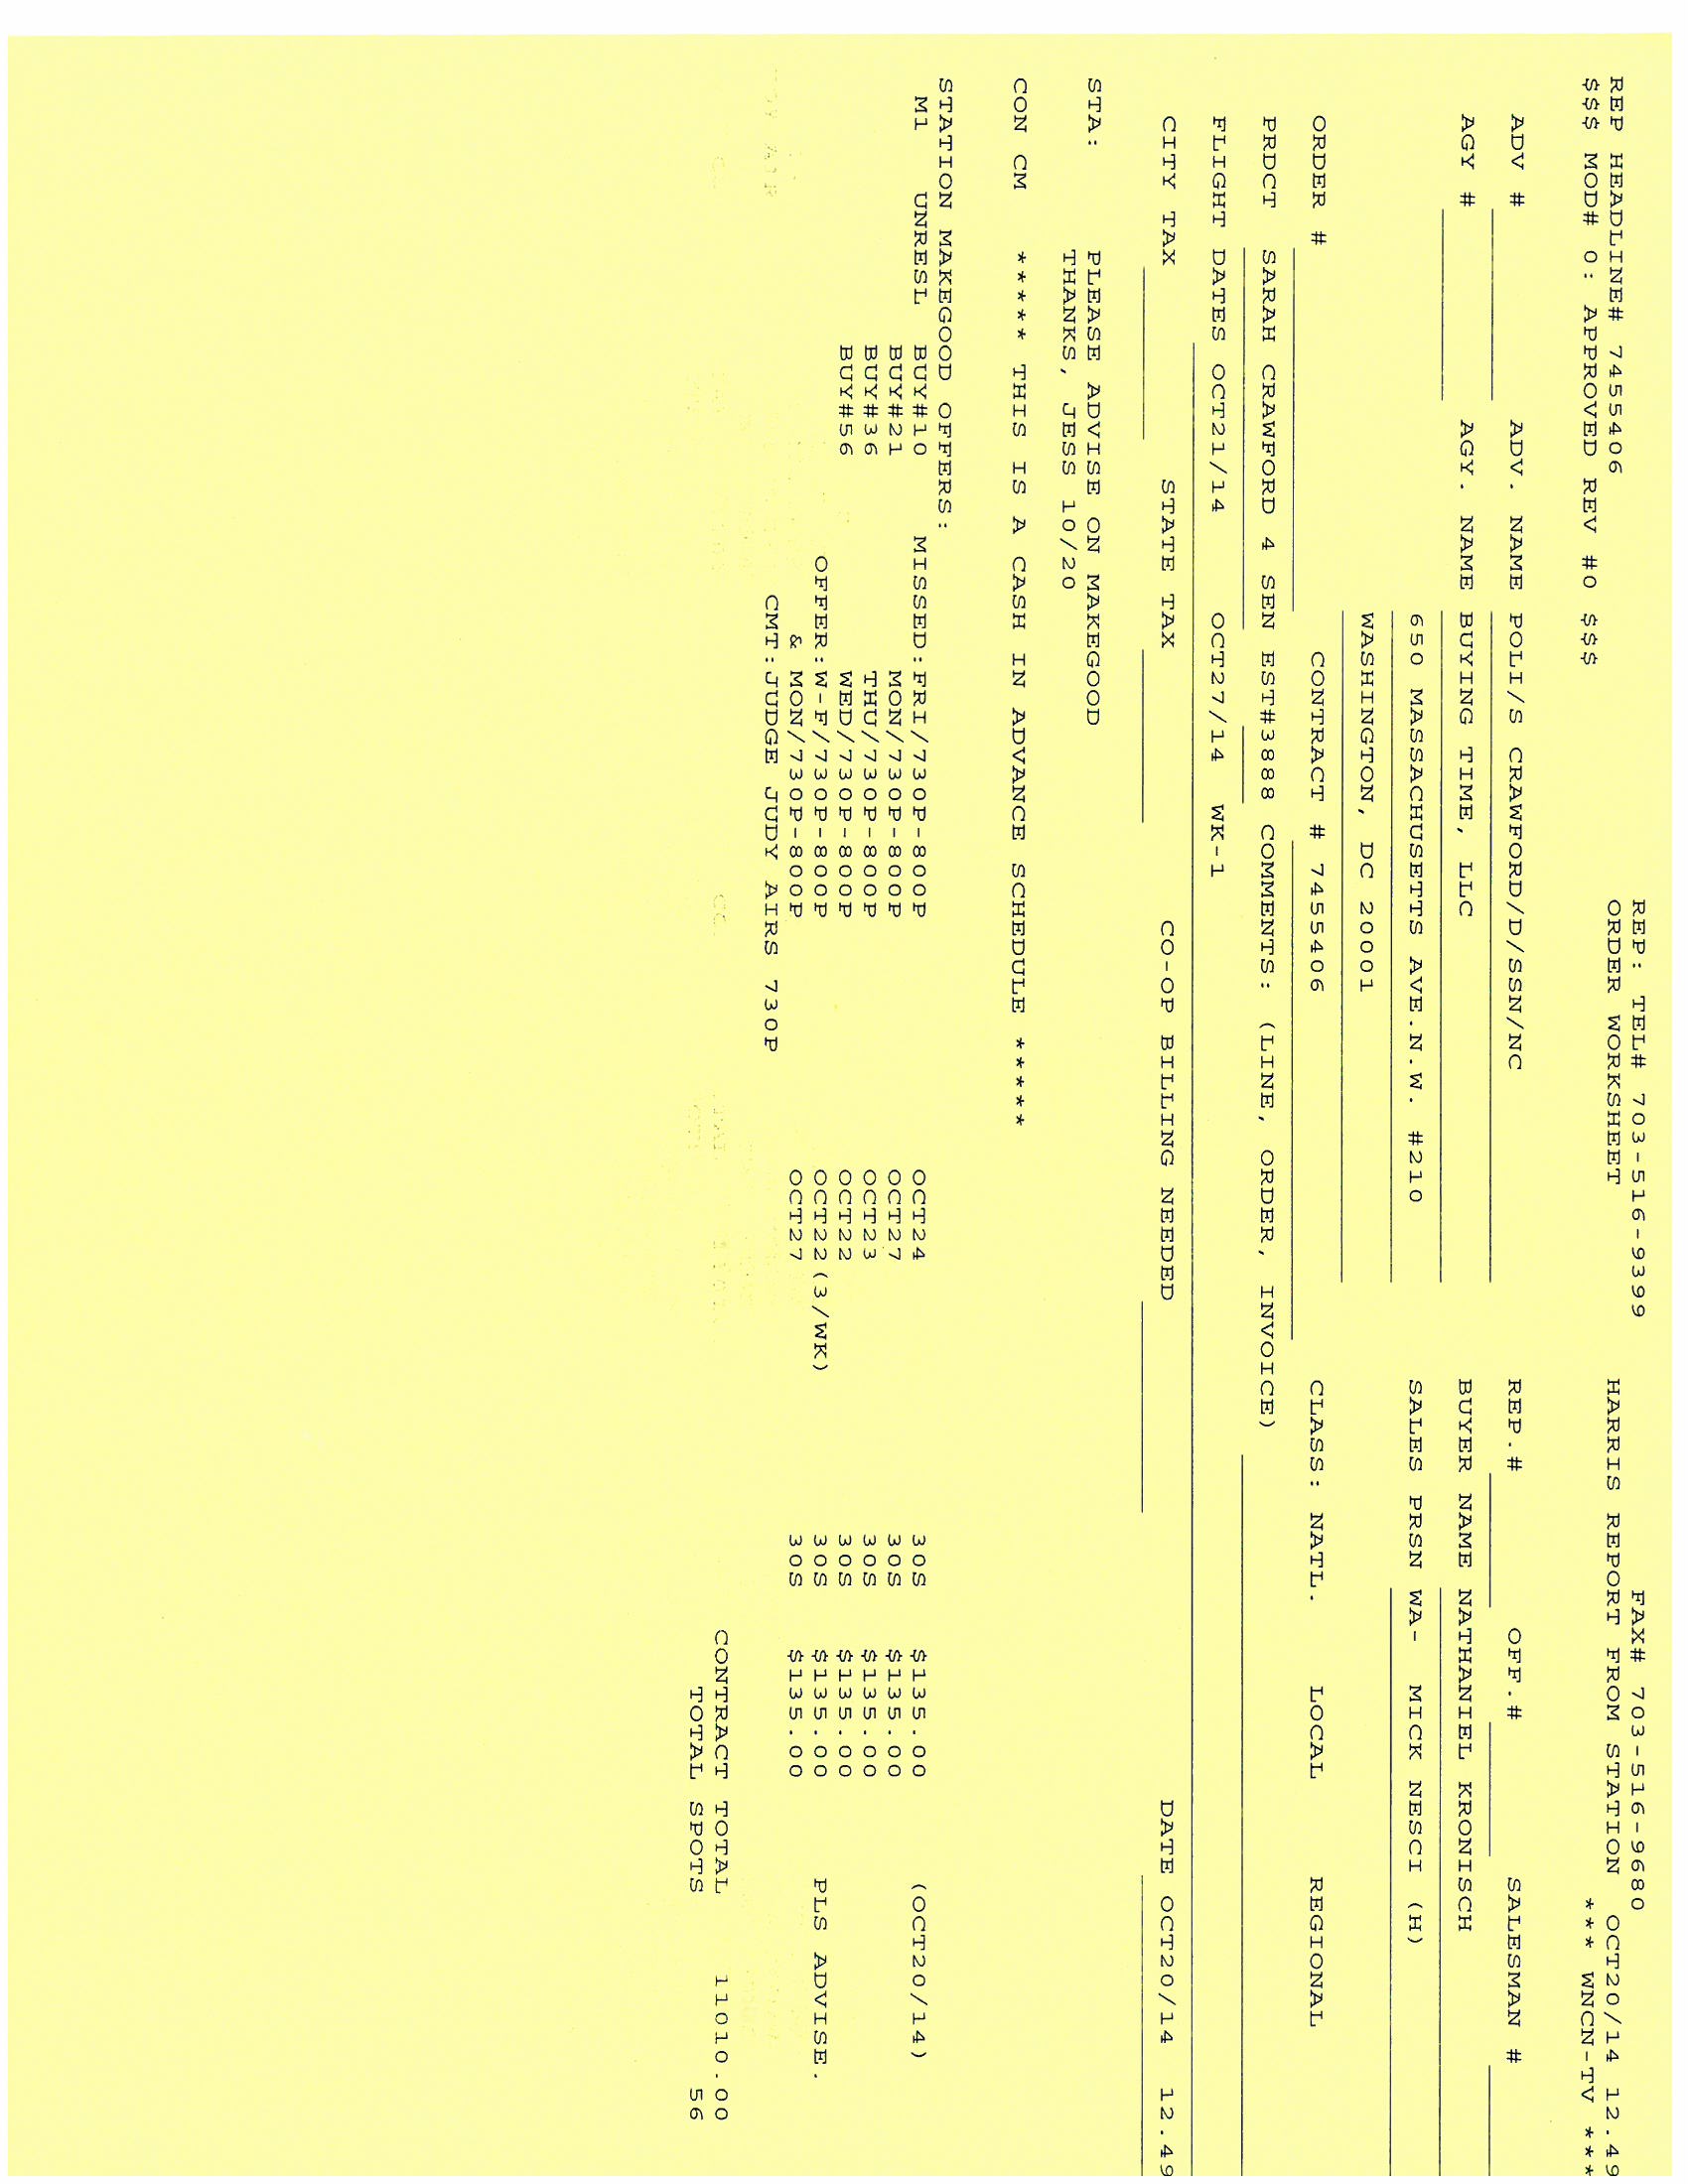 REP: TEL# 703-516-9399 FAX# 703-516-9680
REP HEADLINE# 7455406 ORDER WORKSHEET HARRIS REPORT FROM STATION OCT20/14 12.49
$$$ MOD# 0: APPROVED REV #0 $$$ *** WNCN-TV ***
ADV # ADV. NAME POLI/S CRAWFORD/D/SSN/NC REP.# OFF.# SALESMAN #
AGY # AGY. NAME BUYING TIME, LLC BUYER NAME NATHANIEL KRONISCH
650 MASSACHUSETTS AVE.N.W. #210 SALES PRSN WA- MICK NESCI (H)
WASHINGTON, DC 20001
ORDER # CONTRACT # 7455406 CLASS: NATL. LOCAL REGIONAL
PRDCT SARAH CRAWFORD 4 SEN EST#3888 COMMENTS: (LINE, ORDER, INVOICE)
FLIGHT DATES OCT21/14 OCT27/14 WK-1
CITY TAX STATE TAX CO-OP BILLING NEEDED DATE OCT20/14 12.49
STA: PLEASE ADVISE ON MAKEGOOD
THANKS, JESS 10/20
CON CM ***** THIS IS A CASH IN ADVANCE SCHEDULE *****
STATION MAKEGOOD OFFERS:
M1 UNRESL BUY#10 MISSED:FRI/730P-800P OCT24 30S $135.00 (OCT20/14)
BUY#21 MON/730P-800P OCT27 30S $135.00
BUY#36 THU/730P-800P OCT23 30S $135.00
BUY#56 WED/730P-800P OCT22 30S $135.00
OFFER:W-F/730P-800P OCT22(3/WK) 30S $135.00 PLS ADVISE.
& MON/730P-800P OCT27 30S $135.00
CMT:JUDGE JUDY AIRS 730P
CONTRACT TOTAL 11010.00
TOTAL SPOTS 56